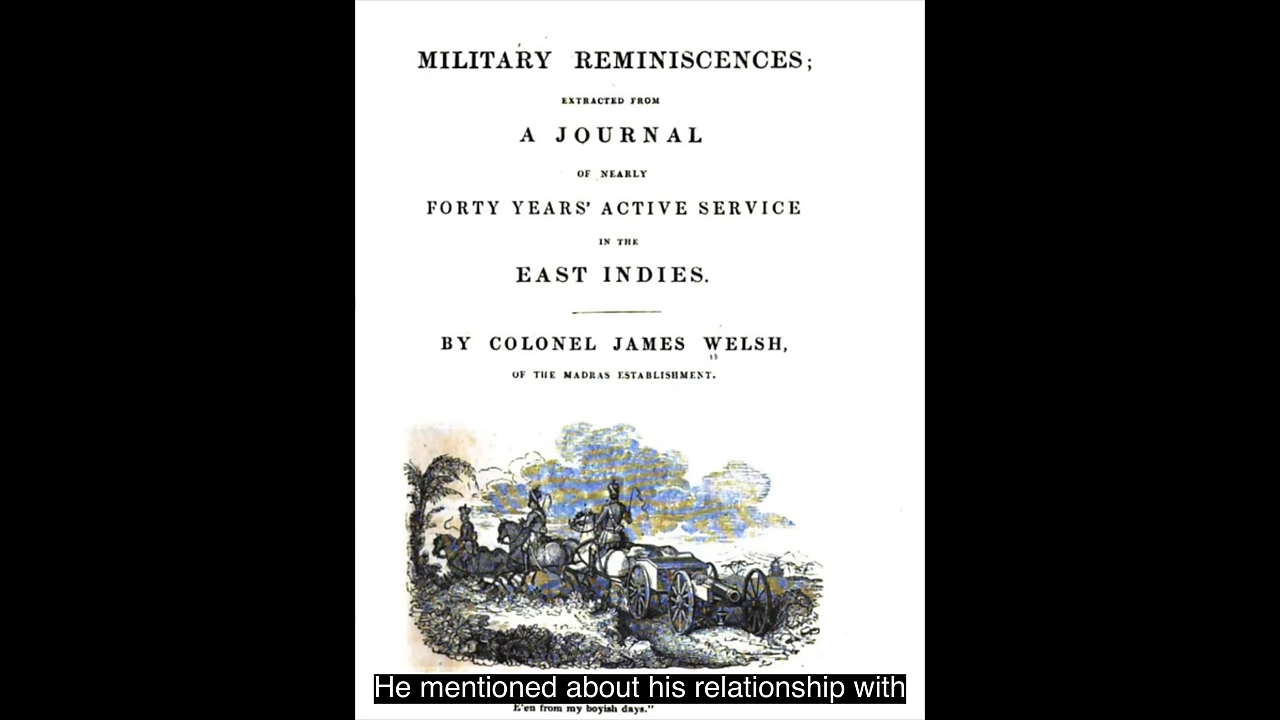 MILITARY REMINISCENCES;
EXTRACTED FROM
A JOURNAL
OF NEARLY
FORTY YEARS' ACTIVE SERVICE
IN THE
EAST INDIES.
BY COLONEL JAMES WELSH,
OF THE MADRAS ESTABLISHMENT.
He mentioned about his relationship with
E'en from my boyish days."